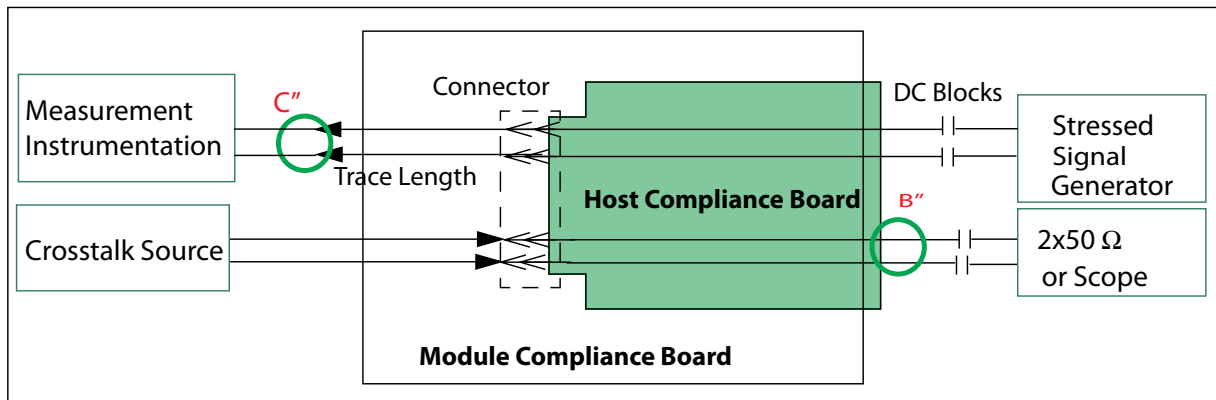 Connector
DC Blocks
C″
Measurement
Instrumentation
Stressed
Signal
Generator
Trace Length
Host Compliance Board
B″
Crosstalk Source
2x50 Ω
or Scope
Module Compliance Board